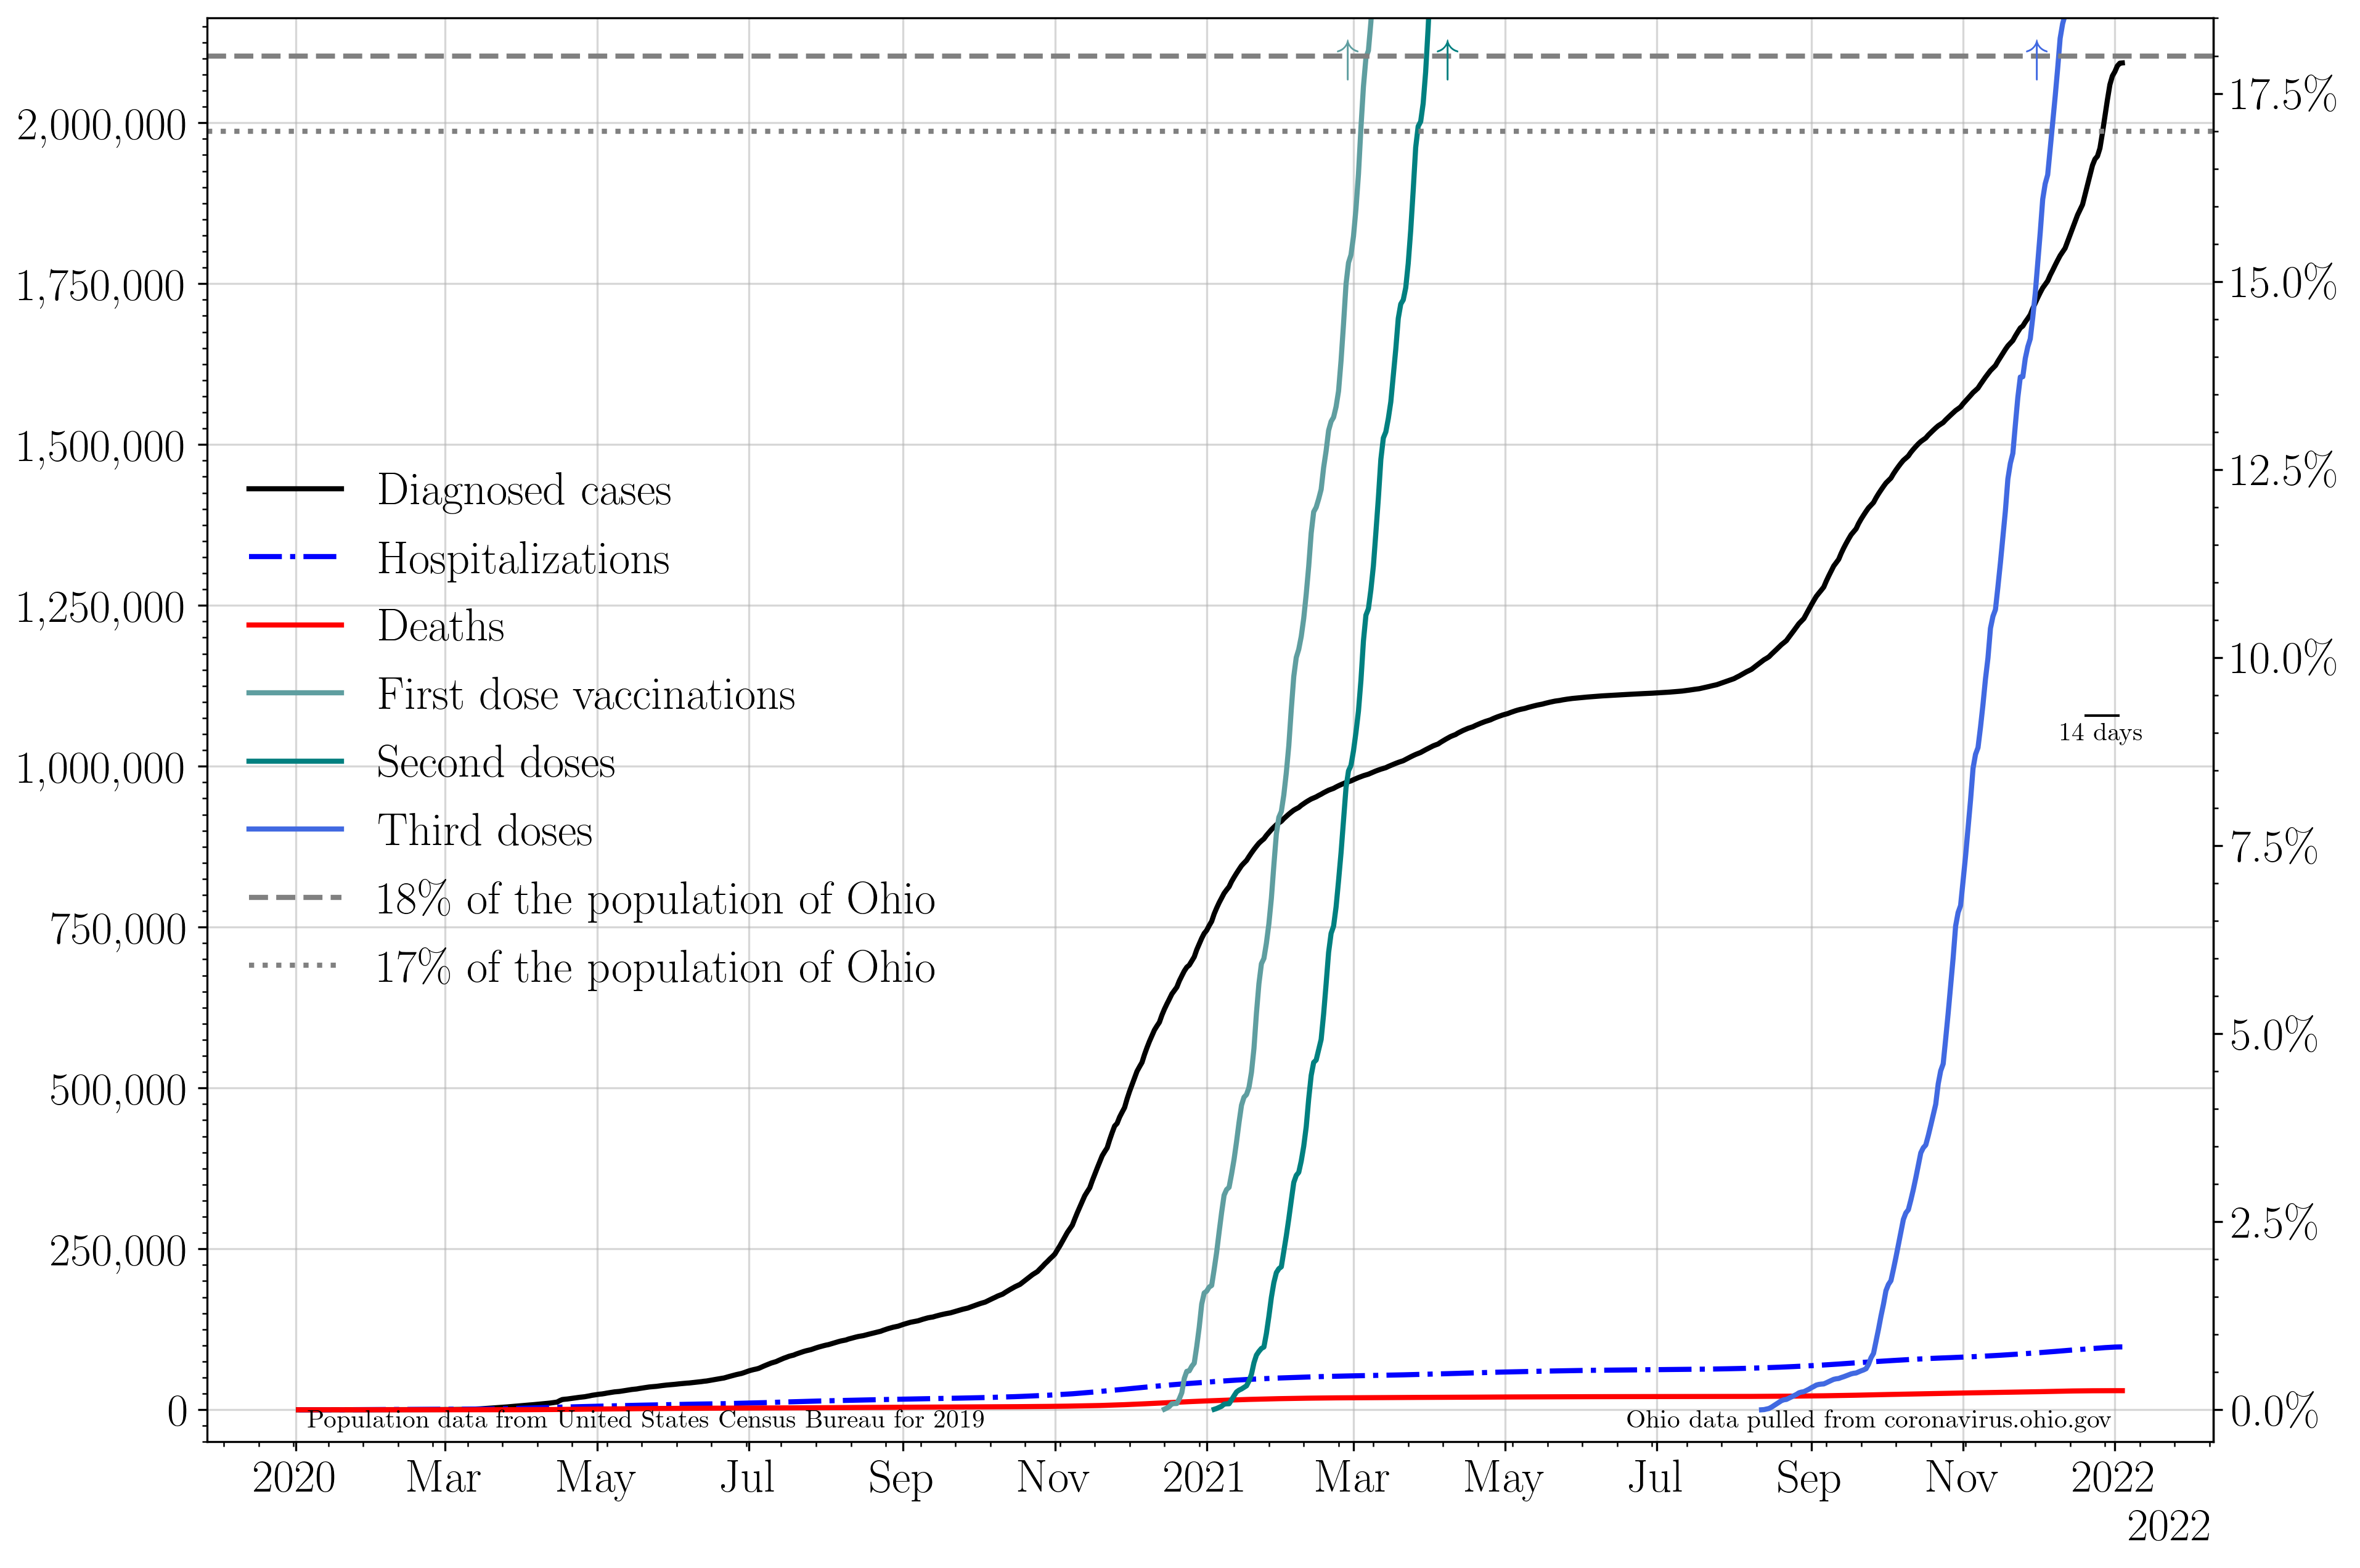 2,000,000
1,750,000
1,500,000
1,250,000
1,000,000
750,000
500,000
250,000
0
17.5%
15.0%
12.5%
10.0%
7.5%
5.0%
2.5%
0.0%
Diagnosed cases
Hospitalizations
Deaths
First dose vaccinations
Second doses
Third doses
18% of the population of Ohio
17% of the population of Ohio
14 days
Population data from United States Census Bureau for 2019
Ohio data pulled from coronavirus.ohio.gov
2020 Mar May Jul Sep Nov 2021 Mar May Jul Sep Nov 2022
2022